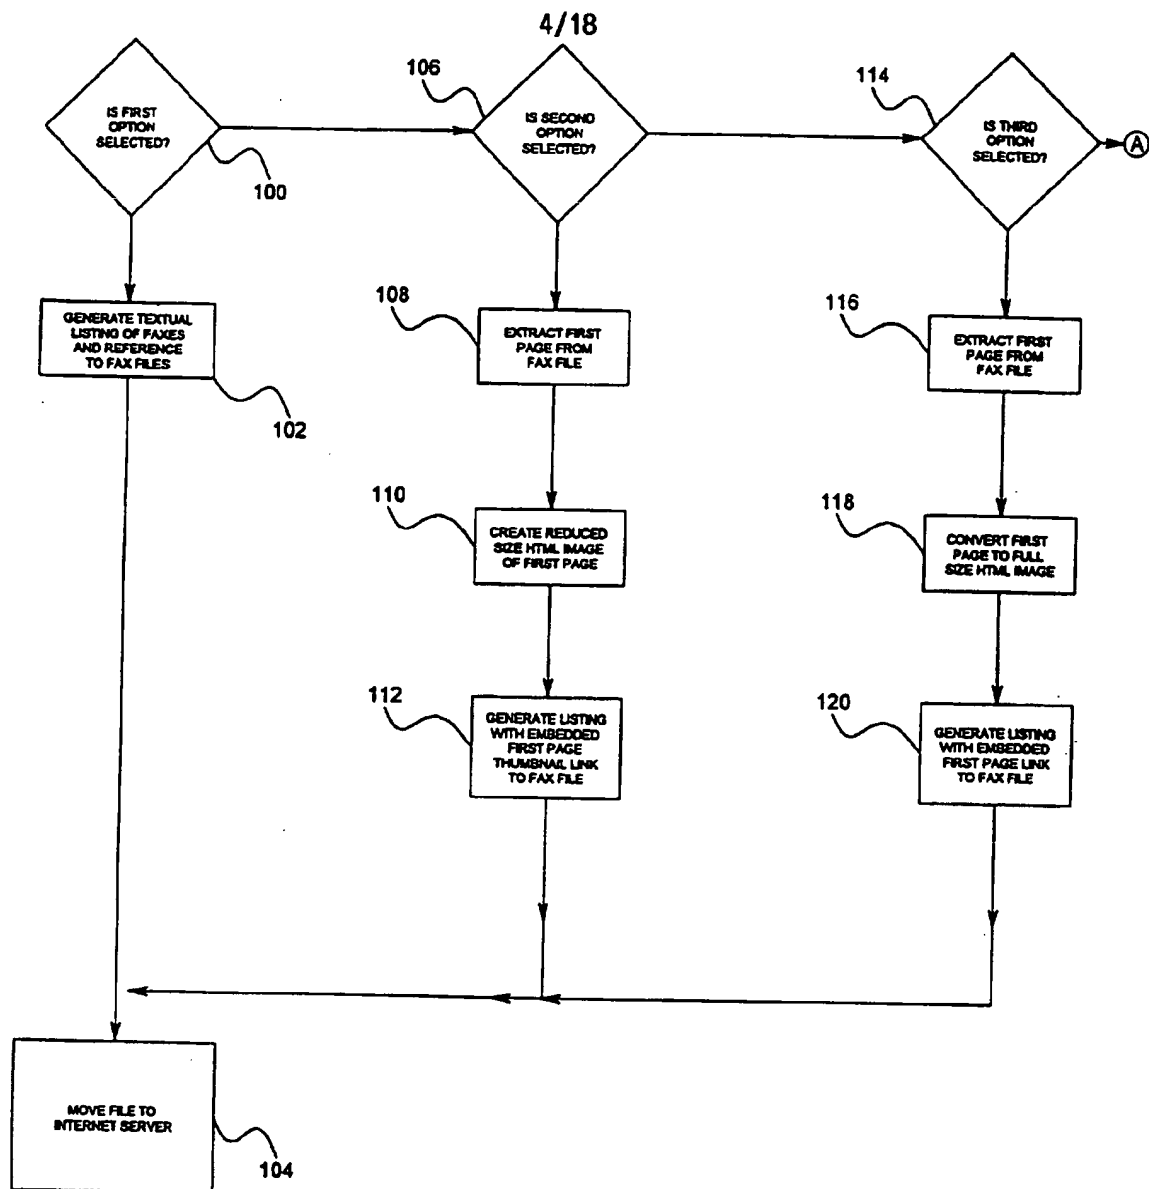 4/18
IS FIRST
OPTION
SELECTED?
100
106
IS SECOND
OPTION
SELECTED?
114
IS THIRD
OPTION
SELECTED?
A
GENERATE TEXTUAL
LISTING OF FAXES
AND REFERENCE
TO FAX FILES
102
108
EXTRACT FIRST
PAGE FROM
FAX FILE
116
EXTRACT FIRST
PAGE FROM
FAX FILE
110
CREATE REDUCED
SIZE HTML IMAGE
OF FIRST PAGE
118
CONVERT FIRST
PAGE TO FULL
SIZE HTML IMAGE
112
GENERATE LISTING
WITH EMBEDDED
FIRST PAGE
THUMBNAIL LINK
TO FAX FILE
120
GENERATE LISTING
WITH EMBEDDED
FIRST PAGE LINK
TO FAX FILE
MOVE FILE TO
INTERNET SERVER
104